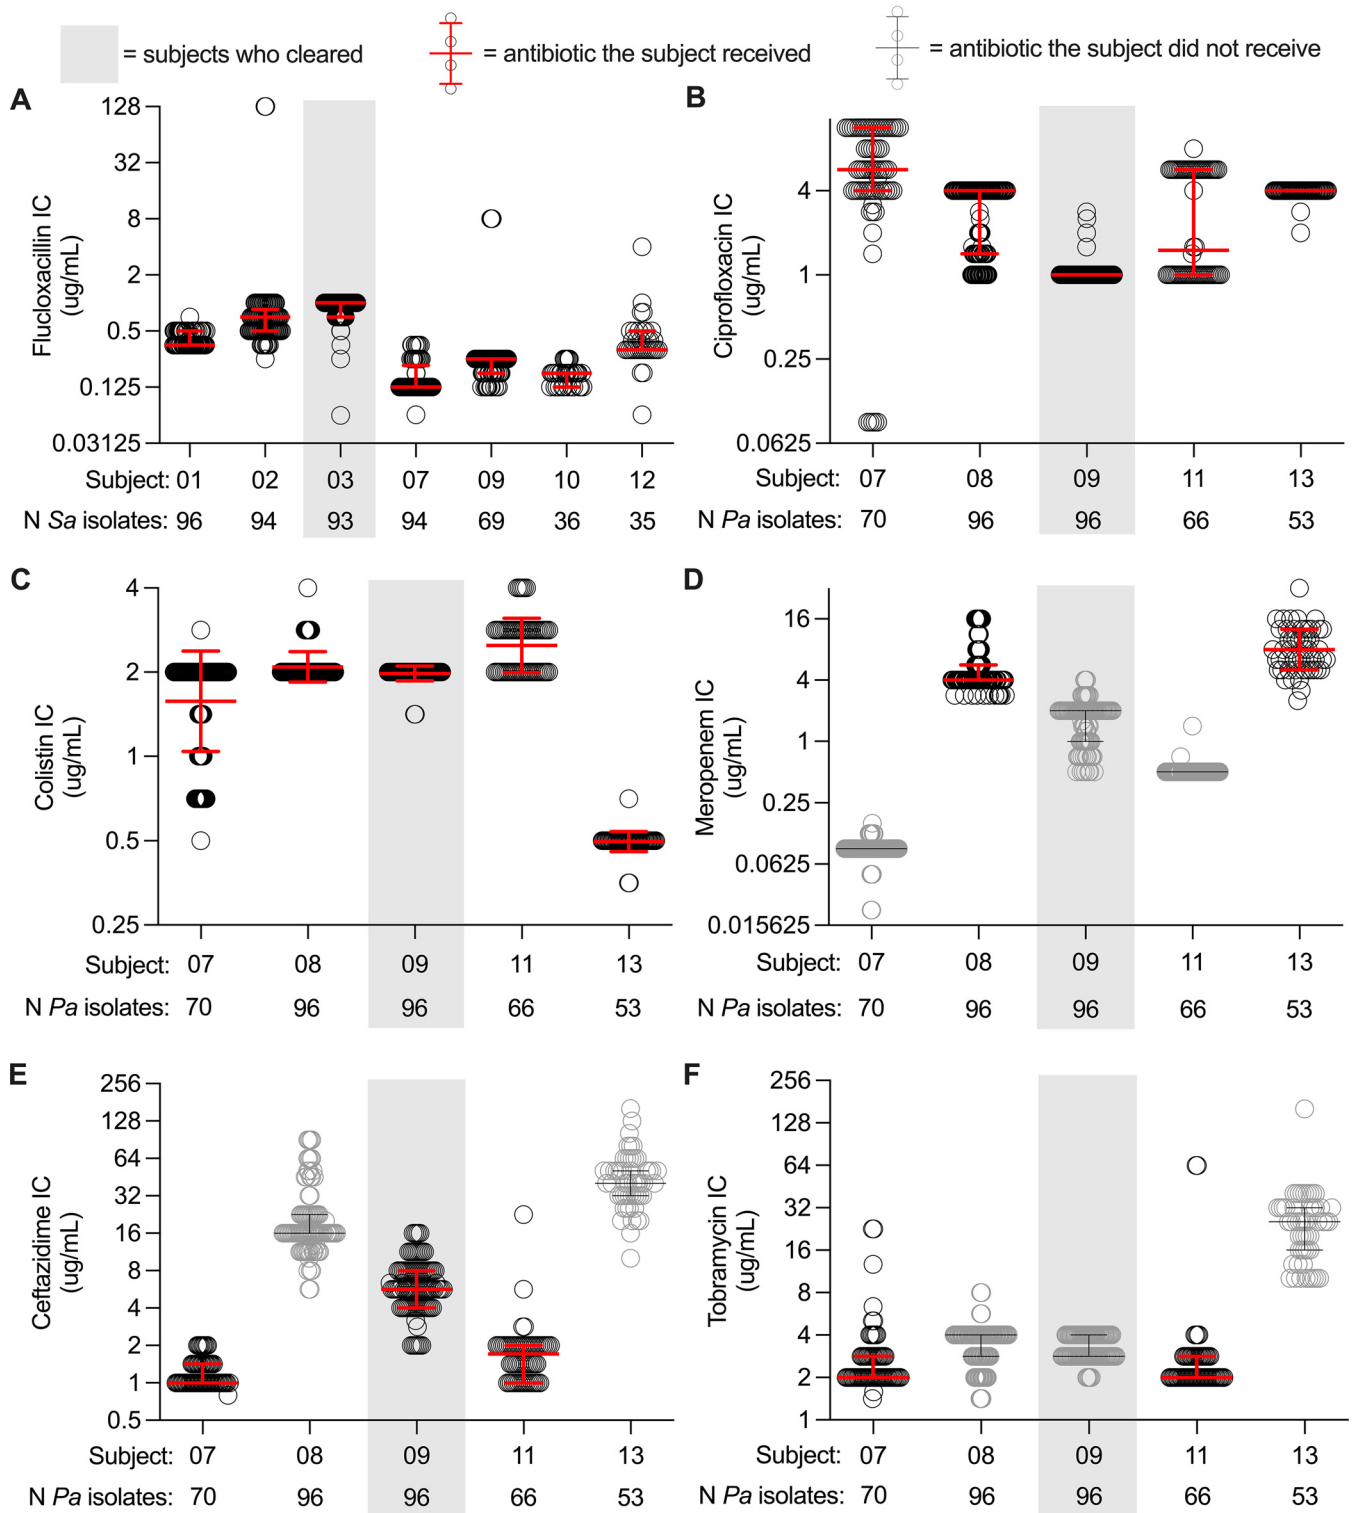 = subjects who cleared
= antibiotic the subject received
= antibiotic the subject did not receive
A
Flucloxacillin IC
(ug/mL)
128
32
8
2
0.5
0.125
0.03125
Subject: 01 02 03 07 09 10 12
N Sa isolates: 96 94 93 94 69 36 35
B
Ciprofloxacin IC
(ug/mL)
4
1
0.25
0.0625
Subject: 07 08 09 11 13
N Pa isolates: 70 96 96 66 53
C
Colistin IC
(ug/mL)
4
2
1
0.5
0.25
Subject: 07 08 09 11 13
N Pa isolates: 70 96 96 66 53
D
Meropenem IC
(ug/mL)
16
4
1
0.25
0.0625
0.015625
Subject: 07 08 09 11 13
N Pa isolates: 70 96 96 66 53
E
Ceftazidime IC
(ug/mL)
256
128
64
32
16
8
4
2
1
0.5
Subject: 07 08 09 11 13
N Pa isolates: 70 96 96 66 53
F
Tobramycin IC
(ug/mL)
256
128
64
32
16
8
4
2
1
Subject: 07 08 09 11 13
N Pa isolates: 70 96 96 66 53